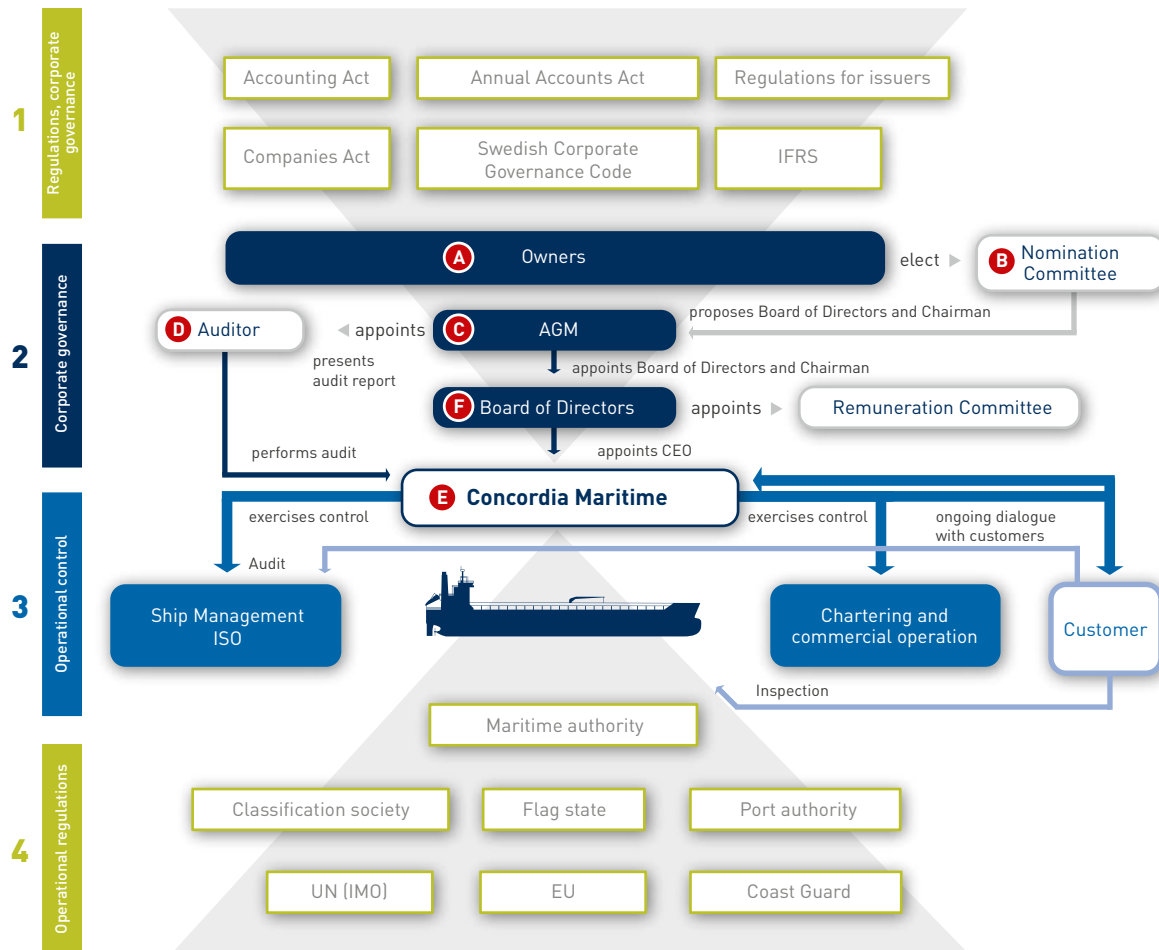 1
Regulations, corporate
governance
Accounting Act
Annual Accounts Act
Regulations for issuers
Companies Act
Swedish Corporate
Governance Code
IFRS
2
Corporate governance
A Owners
elect
B Nomination
Committee
proposes Board of Directors and Chairman
D Auditor
appoints
C AGM
presents
audit report
appoints Board of Directors and Chairman
F Board of Directors
appoints
Remuneration Committee
performs audit
appoints CEO
3
Operational control
E Concordia Maritime
exercises control
exercises control
ongoing dialogue
with customers
Audit
Ship Management
ISO
Chartering and
commercial operation
Customer
Inspection
4
Operational regulations
Maritime authority
Classification society
Flag state
Port authority
UN (IMO)
EU
Coast Guard